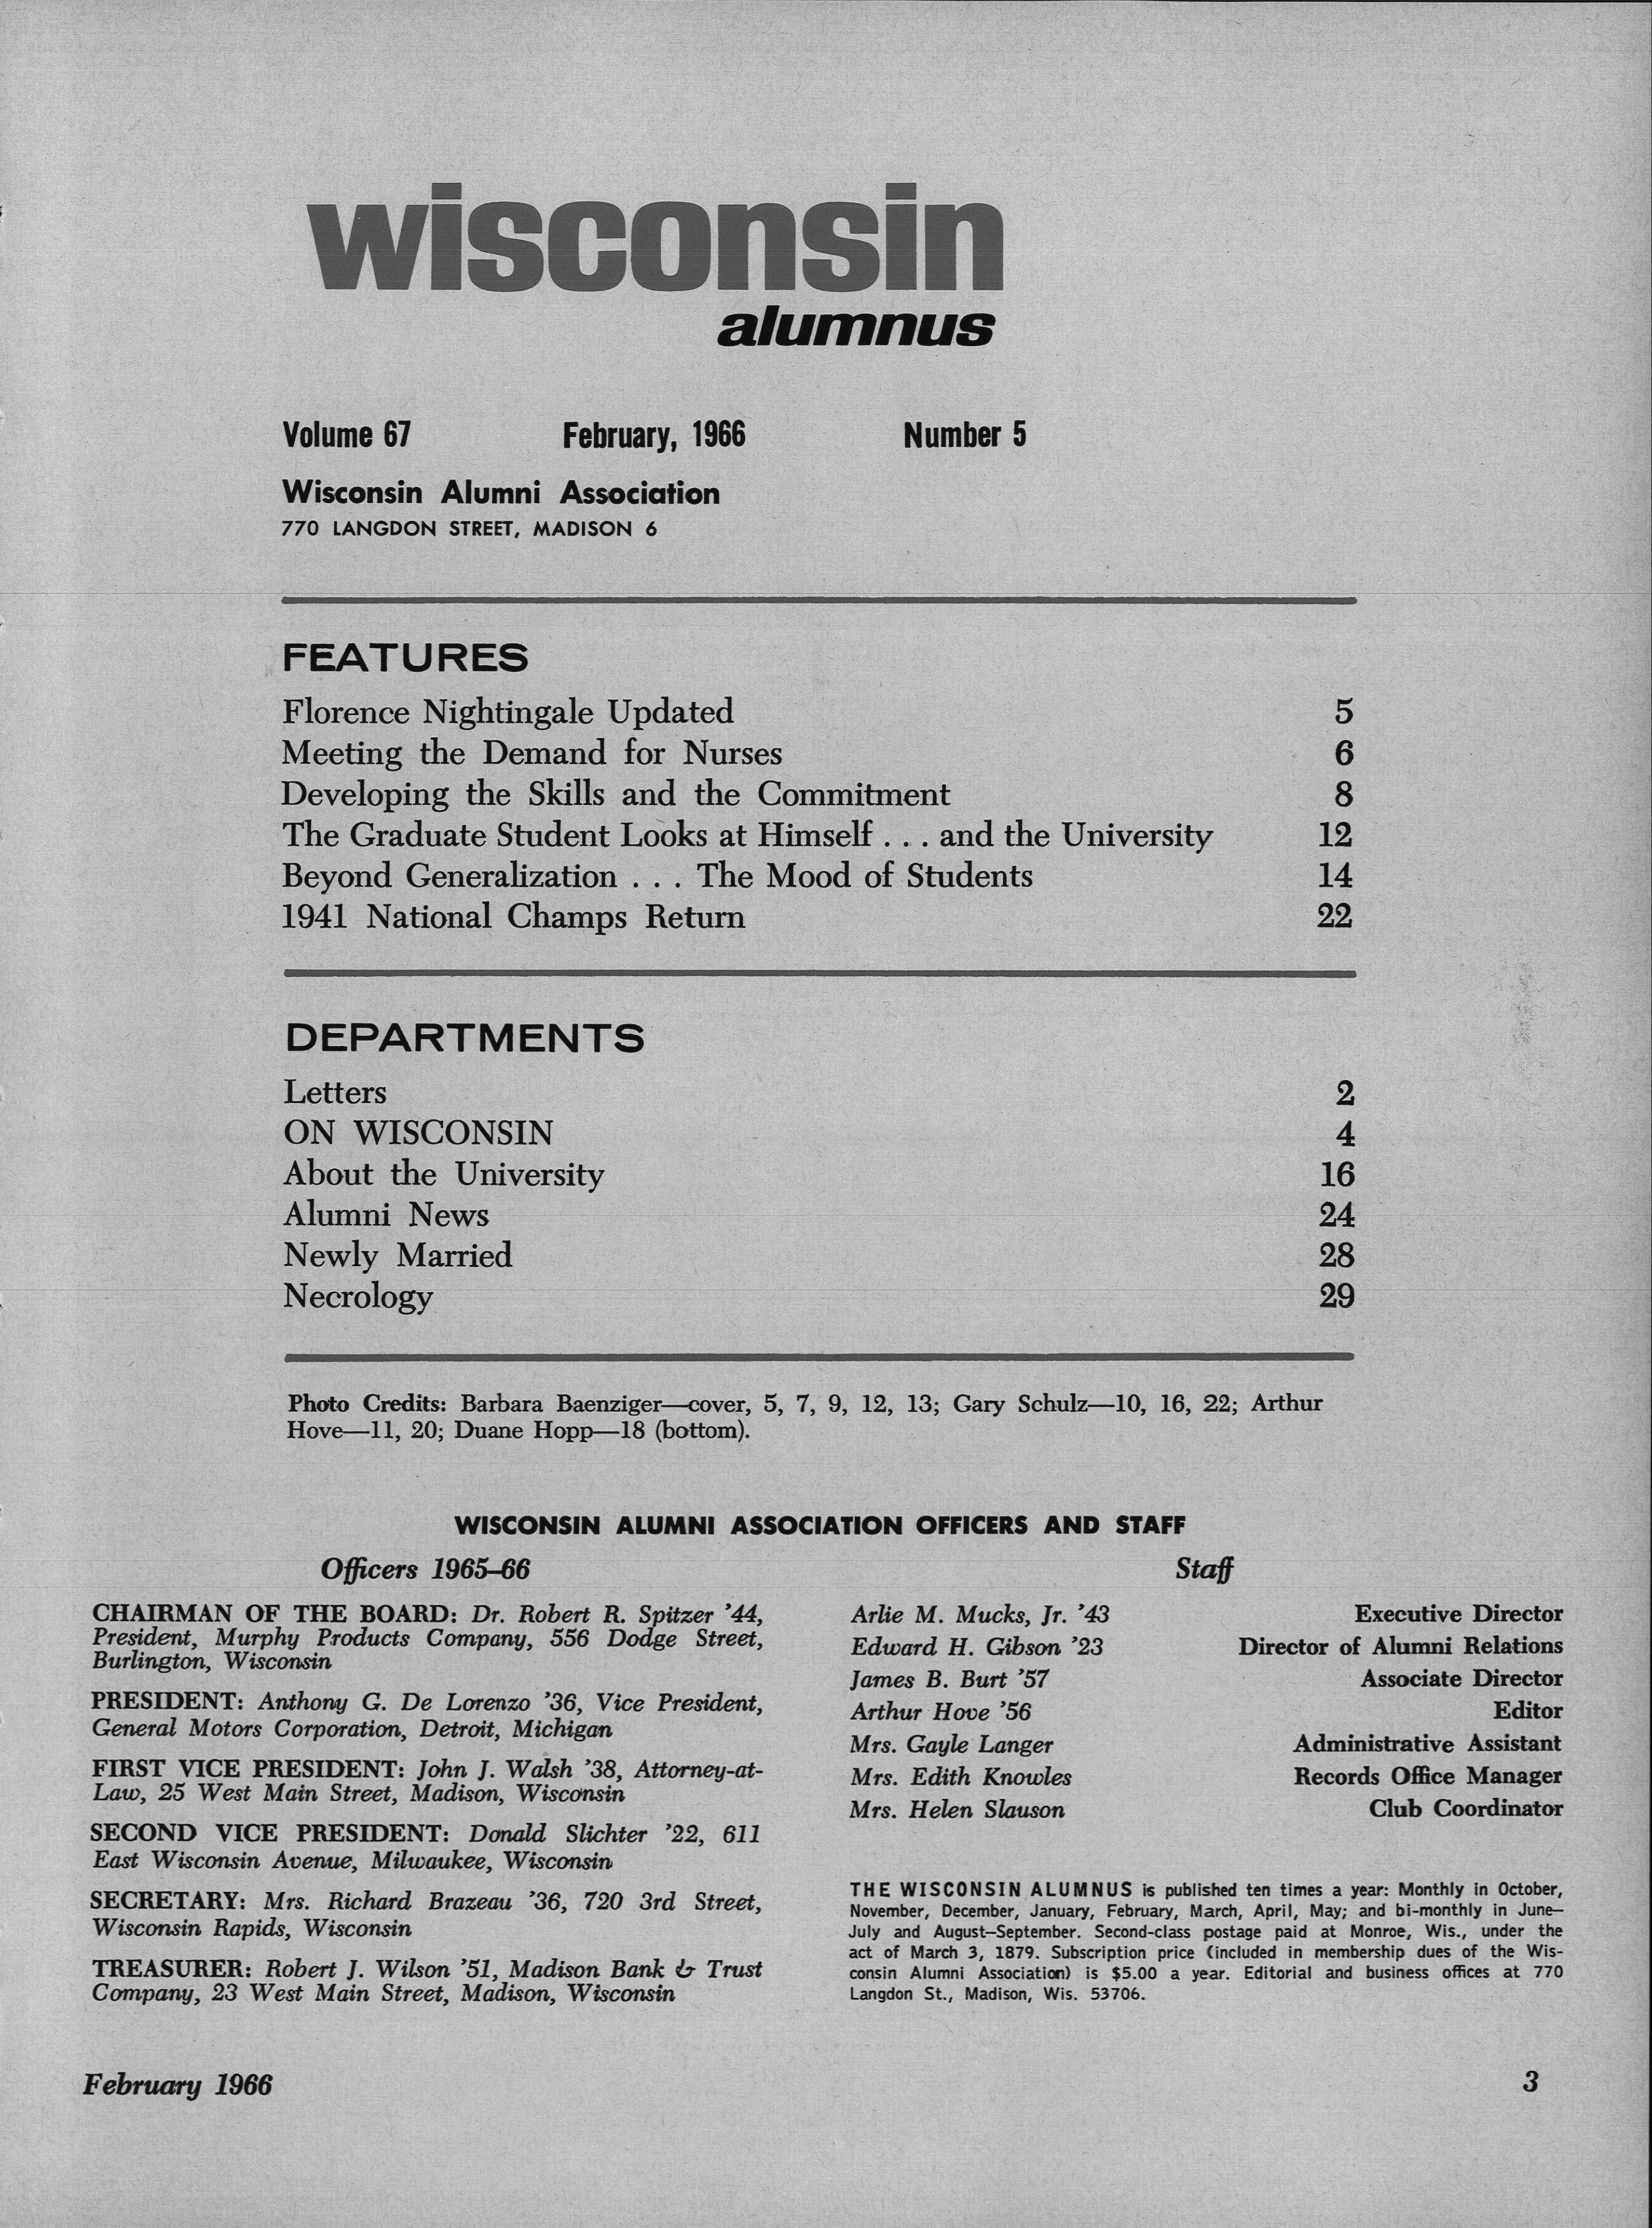 wisconsin
alumnus
Volume 67 February, 1966 Number 5
Wisconsin Alumni Association
770 LANGDON STREET, MADISON 6
FEATURES
Florence Nightingale Updated 5
Meeting the Demand for Nurses 6
Developing the Skills and the Commitment 8
The Graduate Student Looks at Himself . . . and the University 12
Beyond Generalization . . . The Mood of Students 14
1941 National Champs Return 22
DEPARTMENTS
Letters 2
ON WISCONSIN 4
About the University 16
Alumni News 24
Newly Married 28
Necrology 29
Photo Credits: Barbara Baenziger—cover, 5, 7, 9, 12, 13; Gary Schulz—10, 16, 22; Arthur
Hove—11, 20; Duane Hopp—18 (bottom).
WISCONSIN ALUMNI ASSOCIATION OFFICERS AND STAFF
Officers 1965–66
CHAIRMAN OF THE BOARD: Dr. Robert R. Spitzer ’44,
President, Murphy Products Company, 556 Dodge Street,
Burlington, Wisconsin
PRESIDENT: Anthony G. De Lorenzo ’36, Vice President,
General Motors Corporation, Detroit, Michigan
FIRST VICE PRESIDENT: John J. Walsh ’38, Attorney-at-
Law, 25 West Main Street, Madison, Wisconsin
SECOND VICE PRESIDENT: Donald Slichter ’22, 611
East Wisconsin Avenue, Milwaukee, Wisconsin
SECRETARY: Mrs. Richard Brazeau ’36, 720 3rd Street,
Wisconsin Rapids, Wisconsin
TREASURER: Robert J. Wilson ’51, Madison Bank & Trust
Company, 23 West Main Street, Madison, Wisconsin
Staff
Arlie M. Mucks, Jr. ’43 Executive Director
Edward H. Gibson ’23 Director of Alumni Relations
James B. Burt ’57 Associate Director
Arthur Hove ’56 Editor
Mrs. Gayle Langer Administrative Assistant
Mrs. Edith Knowles Records Office Manager
Mrs. Helen Slauson Club Coordinator
THE WISCONSIN ALUMNUS is published ten times a year: Monthly in October,
November, December, January, February, March, April, May; and bi-monthly in June–
July and August–September. Second-class postage paid at Monroe, Wis., under the
act of March 3, 1879. Subscription price (included in membership dues of the Wis-
consin Alumni Association) is $5.00 a year. Editorial and business offices at 770
Langdon St., Madison, Wis. 53706.
February 1966 3